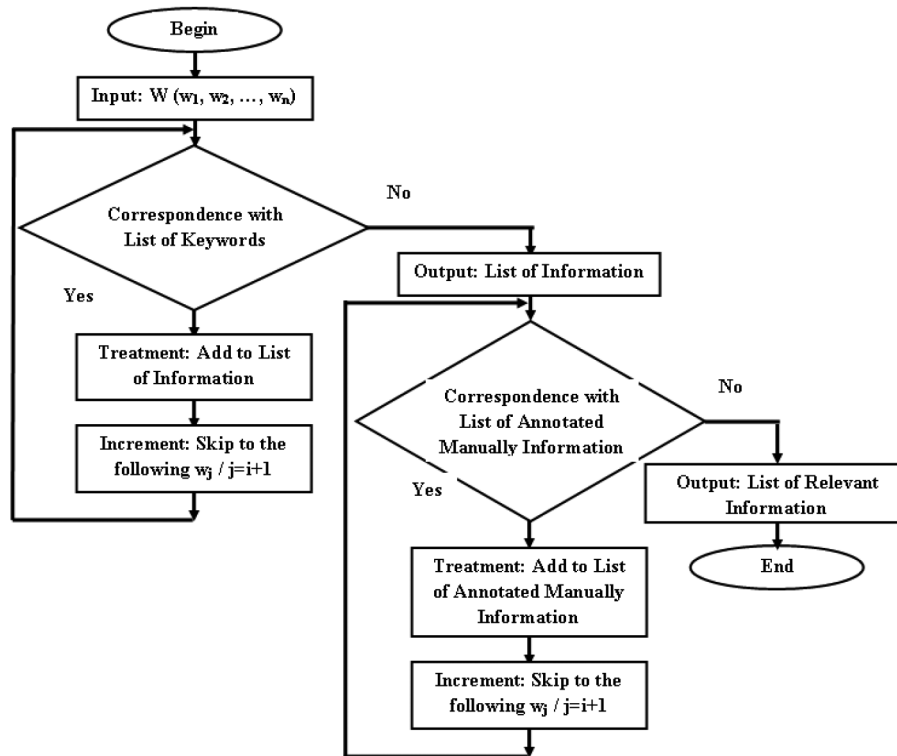 Begin
Input: W (w₁, w₂, …, wₙ)
Correspondence with
List of Keywords
No
Yes
Treatment: Add to List
of Information
Increment: Skip to the
following wⱼ / j=i+1
Output: List of Information
Correspondence with
List of Annotated
Manually Information
No
Yes
Treatment: Add to List
of Annotated Manually
Information
Increment: Skip to the
following wⱼ / j=i+1
Output: List of Relevant
Information
End